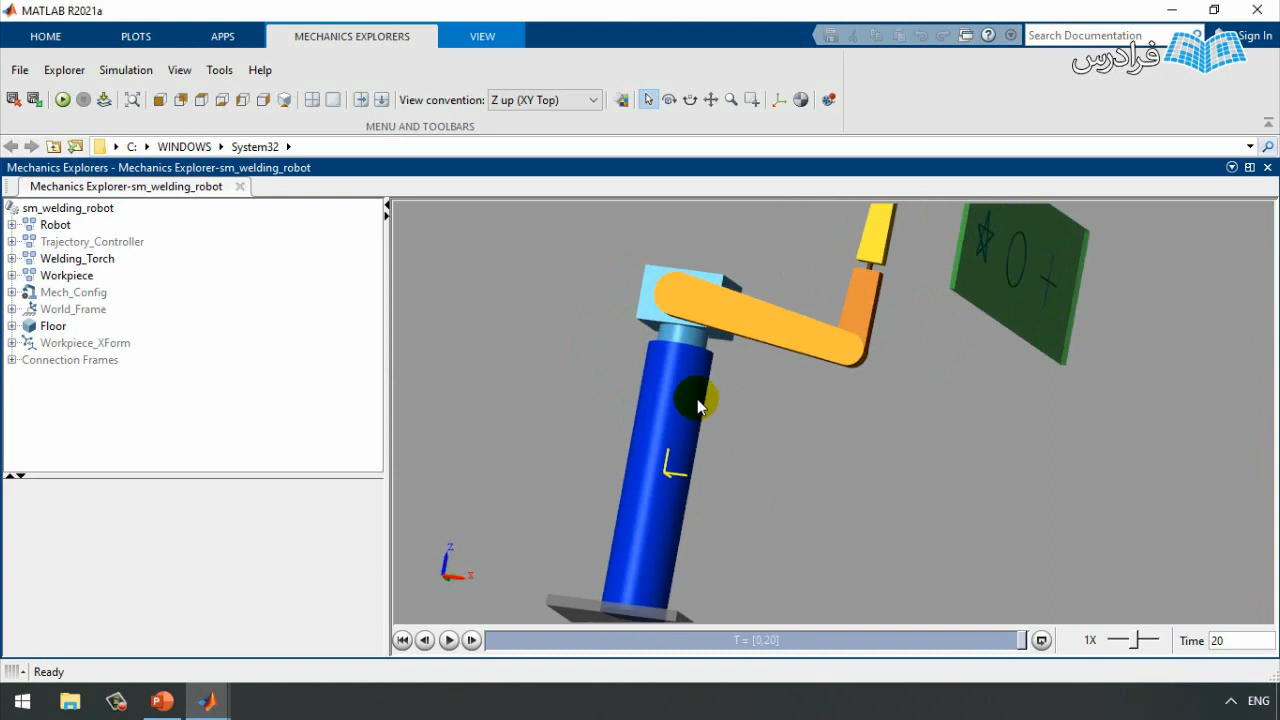 MATLAB R2021a
HOME
PLOTS
APPS
MECHANICS EXPLORERS
VIEW
Search Documentation
Sign In
فرادرس
File
Explorer
Simulation
View
Tools
Help
View convention:
Z up (XY Top)
MENU AND TOOLBARS
C:
WINDOWS
System32
Mechanics Explorers - Mechanics Explorer-sm_welding_robot
Mechanics Explorer-sm_welding_robot
sm_welding_robot
Robot
Trajectory_Controller
Welding_Torch
Workpiece
Mech_Config
World_Frame
Floor
Workpiece_XForm
Connection Frames
Z
X
T = [0,20]
1X
Time
20
Ready
ENG